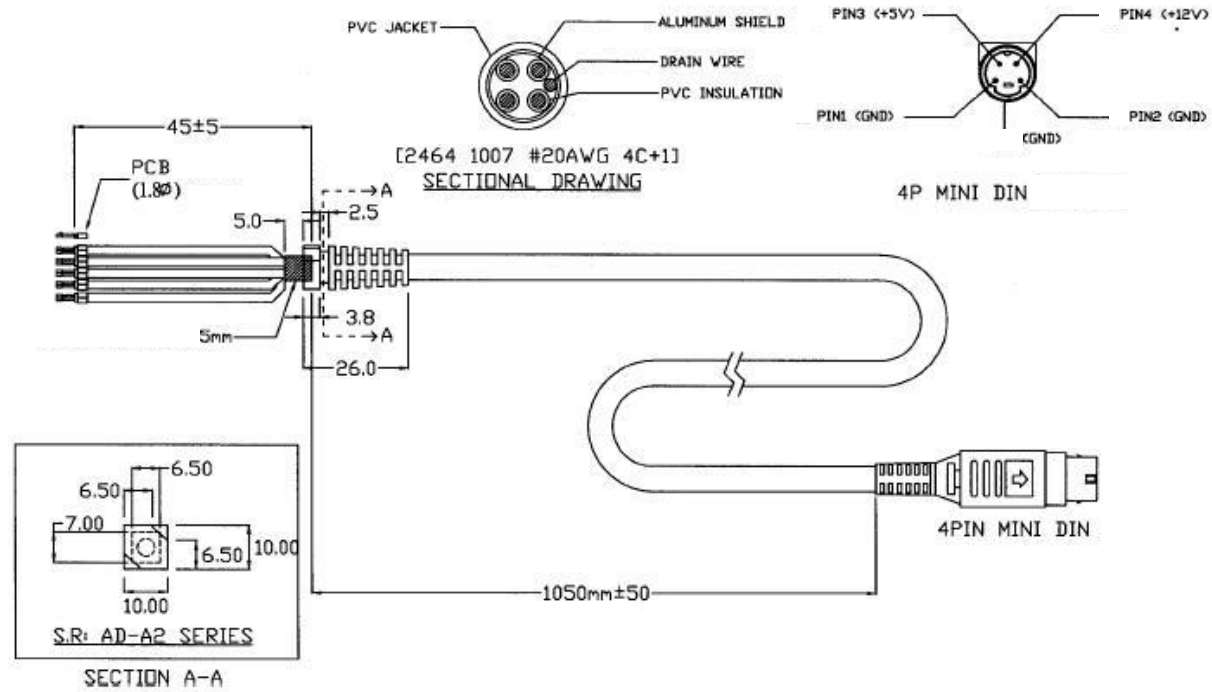 PVC JACKET
ALUMINUM SHIELD
DRAIN WIRE
PVC INSULATION
[2464 1007 #20AWG 4C+1]
SECTIONAL DRAWING
PIN3 (+5V)
PIN4 (+12V)
PIN1 (GND)
PIN2 (GND)
(GND)
4P MINI DIN
45±5
PCB
(1.8Ø)
5.0
A
2.5
3.8
A
5mm
26.0
6.50
6.50
7.00
6.50
10.00
10.00
S.R: AD-A2 SERIES
SECTION A-A
1050mm±50
4PIN MINI DIN